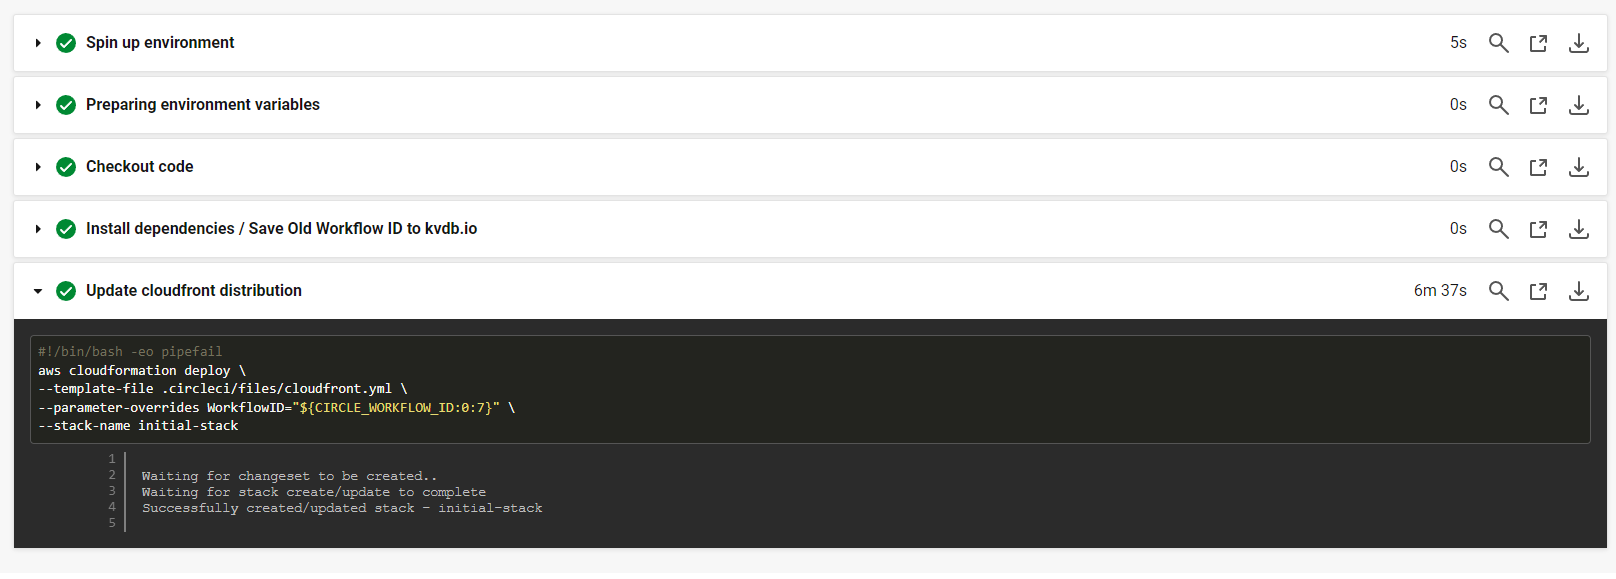 Spin up environment 5s
Preparing environment variables 0s
Checkout code 0s
Install dependencies / Save Old Workflow ID to kvdb.io 0s
Update cloudfront distribution 6m 37s
#!/bin/bash -eo pipefail
aws cloudformation deploy \
--template-file .circleci/files/cloudfront.yml \
--parameter-overrides WorkflowID="${CIRCLE_WORKFLOW_ID:0:7}" \
--stack-name initial-stack
1
2 Waiting for changeset to be created..
3 Waiting for stack create/update to complete
4 Successfully created/updated stack - initial-stack
5